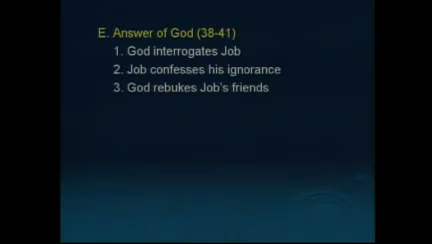 E. Answer of God (38-41)
1. God interrogates Job
2. Job confesses his ignorance
3. God rebukes Job's friends